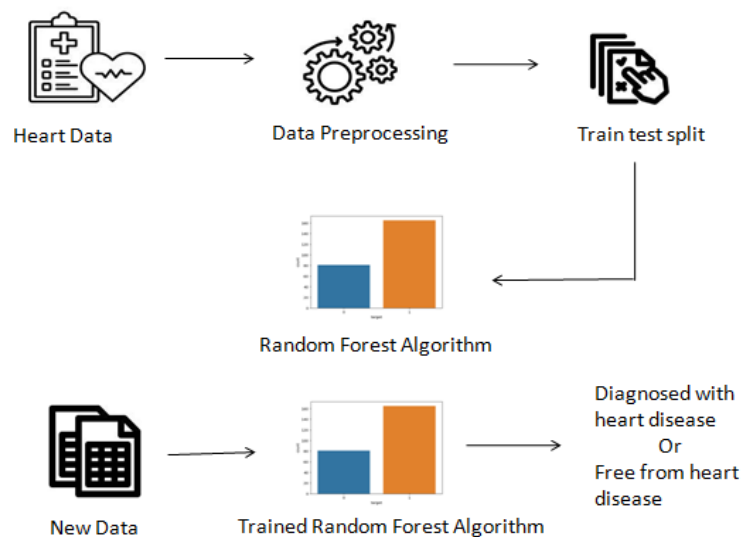 Heart Data
Data Preprocessing
Train test split
Random Forest Algorithm
Diagnosed with
heart disease
Or
Free from heart
disease
New Data
Trained Random Forest Algorithm